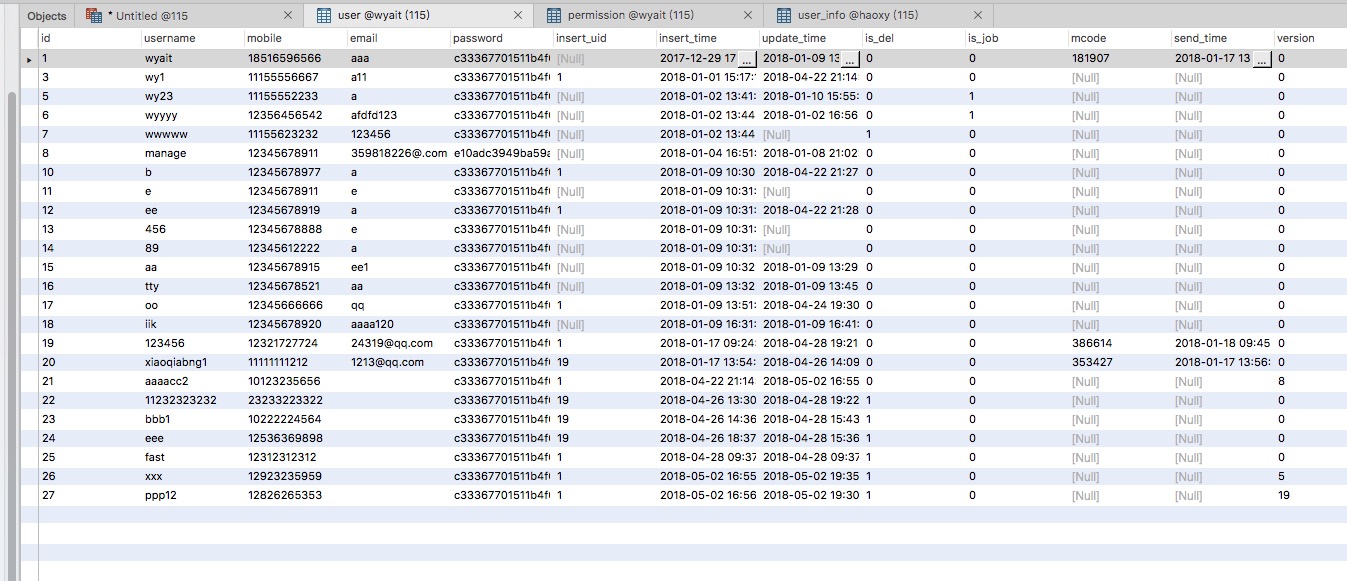 Objects * Untitled @115 user @wyait (115) permission @wyait (115) user_info @haoxy (115)
id username mobile email password insert_uid insert_time update_time is_del is_job mcode send_time version
1 wyait 18516596566 aaa c33367701511b4f [Null] 2017-12-29 17 ... 2018-01-09 13 ... 0 0 181907 2018-01-17 13 ... 0
3 wy1 11155556667 a11 c33367701511b4f 1 2018-01-01 15:17: 2018-04-22 21:14 0 0 [Null] [Null] 0
5 wy23 11155552233 a c33367701511b4f [Null] 2018-01-02 13:41: 2018-01-10 15:55: 0 1 [Null] [Null] 0
6 wyyyy 12356456542 afdfd123 c33367701511b4f [Null] 2018-01-02 13:44 2018-01-02 16:56 0 1 [Null] [Null] 0
7 wwwww 11155623232 123456 c33367701511b4f [Null] 2018-01-02 13:44 [Null] 1 0 [Null] [Null] 0
8 manage 12345678911 359818226@.com e10adc3949ba59a [Null] 2018-01-04 16:51: 2018-01-08 21:02 0 0 [Null] [Null] 0
10 b 12345678977 a c33367701511b4f 1 2018-01-09 10:30 2018-04-22 21:27 0 0 [Null] [Null] 0
11 e 12345678911 e c33367701511b4f [Null] 2018-01-09 10:31: [Null] 0 0 [Null] [Null] 0
12 ee 12345678919 a c33367701511b4f 1 2018-01-09 10:31: 2018-04-22 21:28 0 0 [Null] [Null] 0
13 456 12345678888 e c33367701511b4f [Null] 2018-01-09 10:31: [Null] 0 0 [Null] [Null] 0
14 89 12345612222 a c33367701511b4f [Null] 2018-01-09 10:31: [Null] 0 0 [Null] [Null] 0
15 aa 12345678915 ee1 c33367701511b4f [Null] 2018-01-09 10:32 2018-01-09 13:29 0 0 [Null] [Null] 0
16 tty 12345678521 aa c33367701511b4f [Null] 2018-01-09 13:32 2018-01-09 13:45 0 0 [Null] [Null] 0
17 oo 12345666666 qq c33367701511b4f 1 2018-01-09 13:51: 2018-04-24 19:30 0 0 [Null] [Null] 0
18 iik 12345678920 aaaa120 c33367701511b4f [Null] 2018-01-09 16:31: 2018-01-09 16:41: 0 0 [Null] [Null] 0
19 123456 12321727724 24319@qq.com c33367701511b4f 1 2018-01-17 09:24: 2018-04-28 19:21 0 0 386614 2018-01-18 09:45 0
20 xiaoqiabng1 11111111212 1213@qq.com c33367701511b4f 19 2018-01-17 13:54: 2018-04-26 14:09 0 0 353427 2018-01-17 13:56: 0
21 aaaacc2 10123235656 c33367701511b4f 1 2018-04-22 21:14 2018-05-02 16:55 0 0 [Null] [Null] 8
22 11232323232 23233223322 c33367701511b4f 19 2018-04-26 13:30 2018-04-28 19:22 1 0 [Null] [Null] 0
23 bbb1 10222224564 c33367701511b4f 19 2018-04-26 14:36 2018-04-28 15:43 1 0 [Null] [Null] 0
24 eee 12536369898 c33367701511b4f 19 2018-04-26 18:37 2018-04-28 15:36 1 0 [Null] [Null] 0
25 fast 12312312312 c33367701511b4f 1 2018-04-28 09:37 2018-04-28 09:37 1 0 [Null] [Null] 0
26 xxx 12923235959 c33367701511b4f 1 2018-05-02 16:55 2018-05-02 19:35 1 0 [Null] [Null] 5
27 ppp12 12826265353 c33367701511b4f 1 2018-05-02 16:56 2018-05-02 19:30 1 0 [Null] [Null] 19